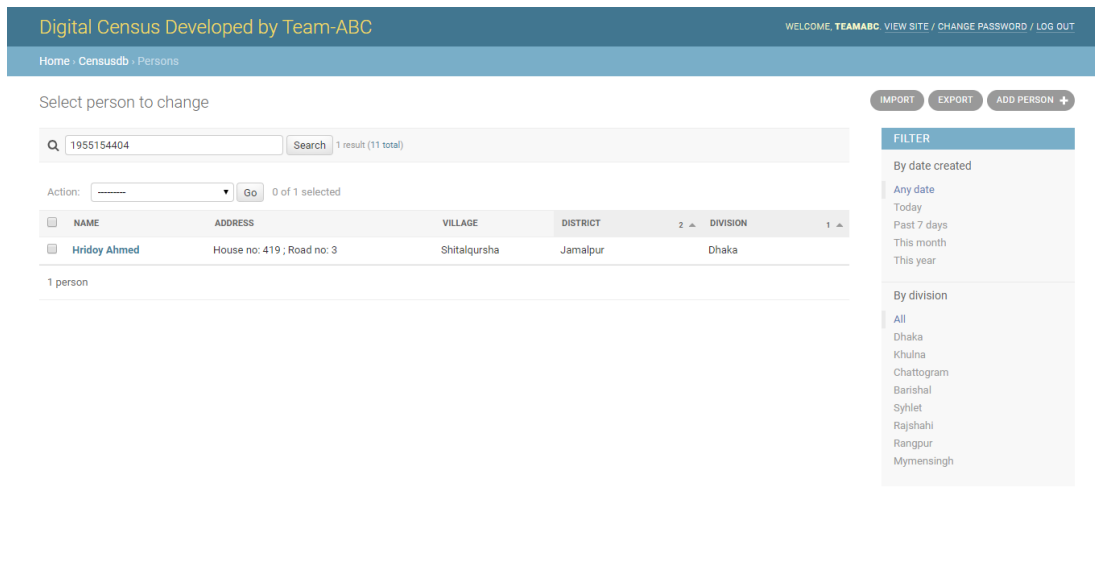 Digital Census Developed by Team-ABC
WELCOME, TEAMABC. VIEW SITE / CHANGE PASSWORD / LOG OUT
Home › Censusdb › Persons
Select person to change
IMPORT
EXPORT
ADD PERSON +
1955154404
Search
1 result (11 total)
Action:
---------
Go
0 of 1 selected
NAME ADDRESS VILLAGE DISTRICT 2 DIVISION 1
Hridoy Ahmed House no: 419 ; Road no: 3 Shitalqursha Jamalpur Dhaka
1 person
FILTER
By date created
Any date
Today
Past 7 days
This month
This year
By division
All
Dhaka
Khulna
Chattogram
Barishal
Syhlet
Rajshahi
Rangpur
Mymensingh